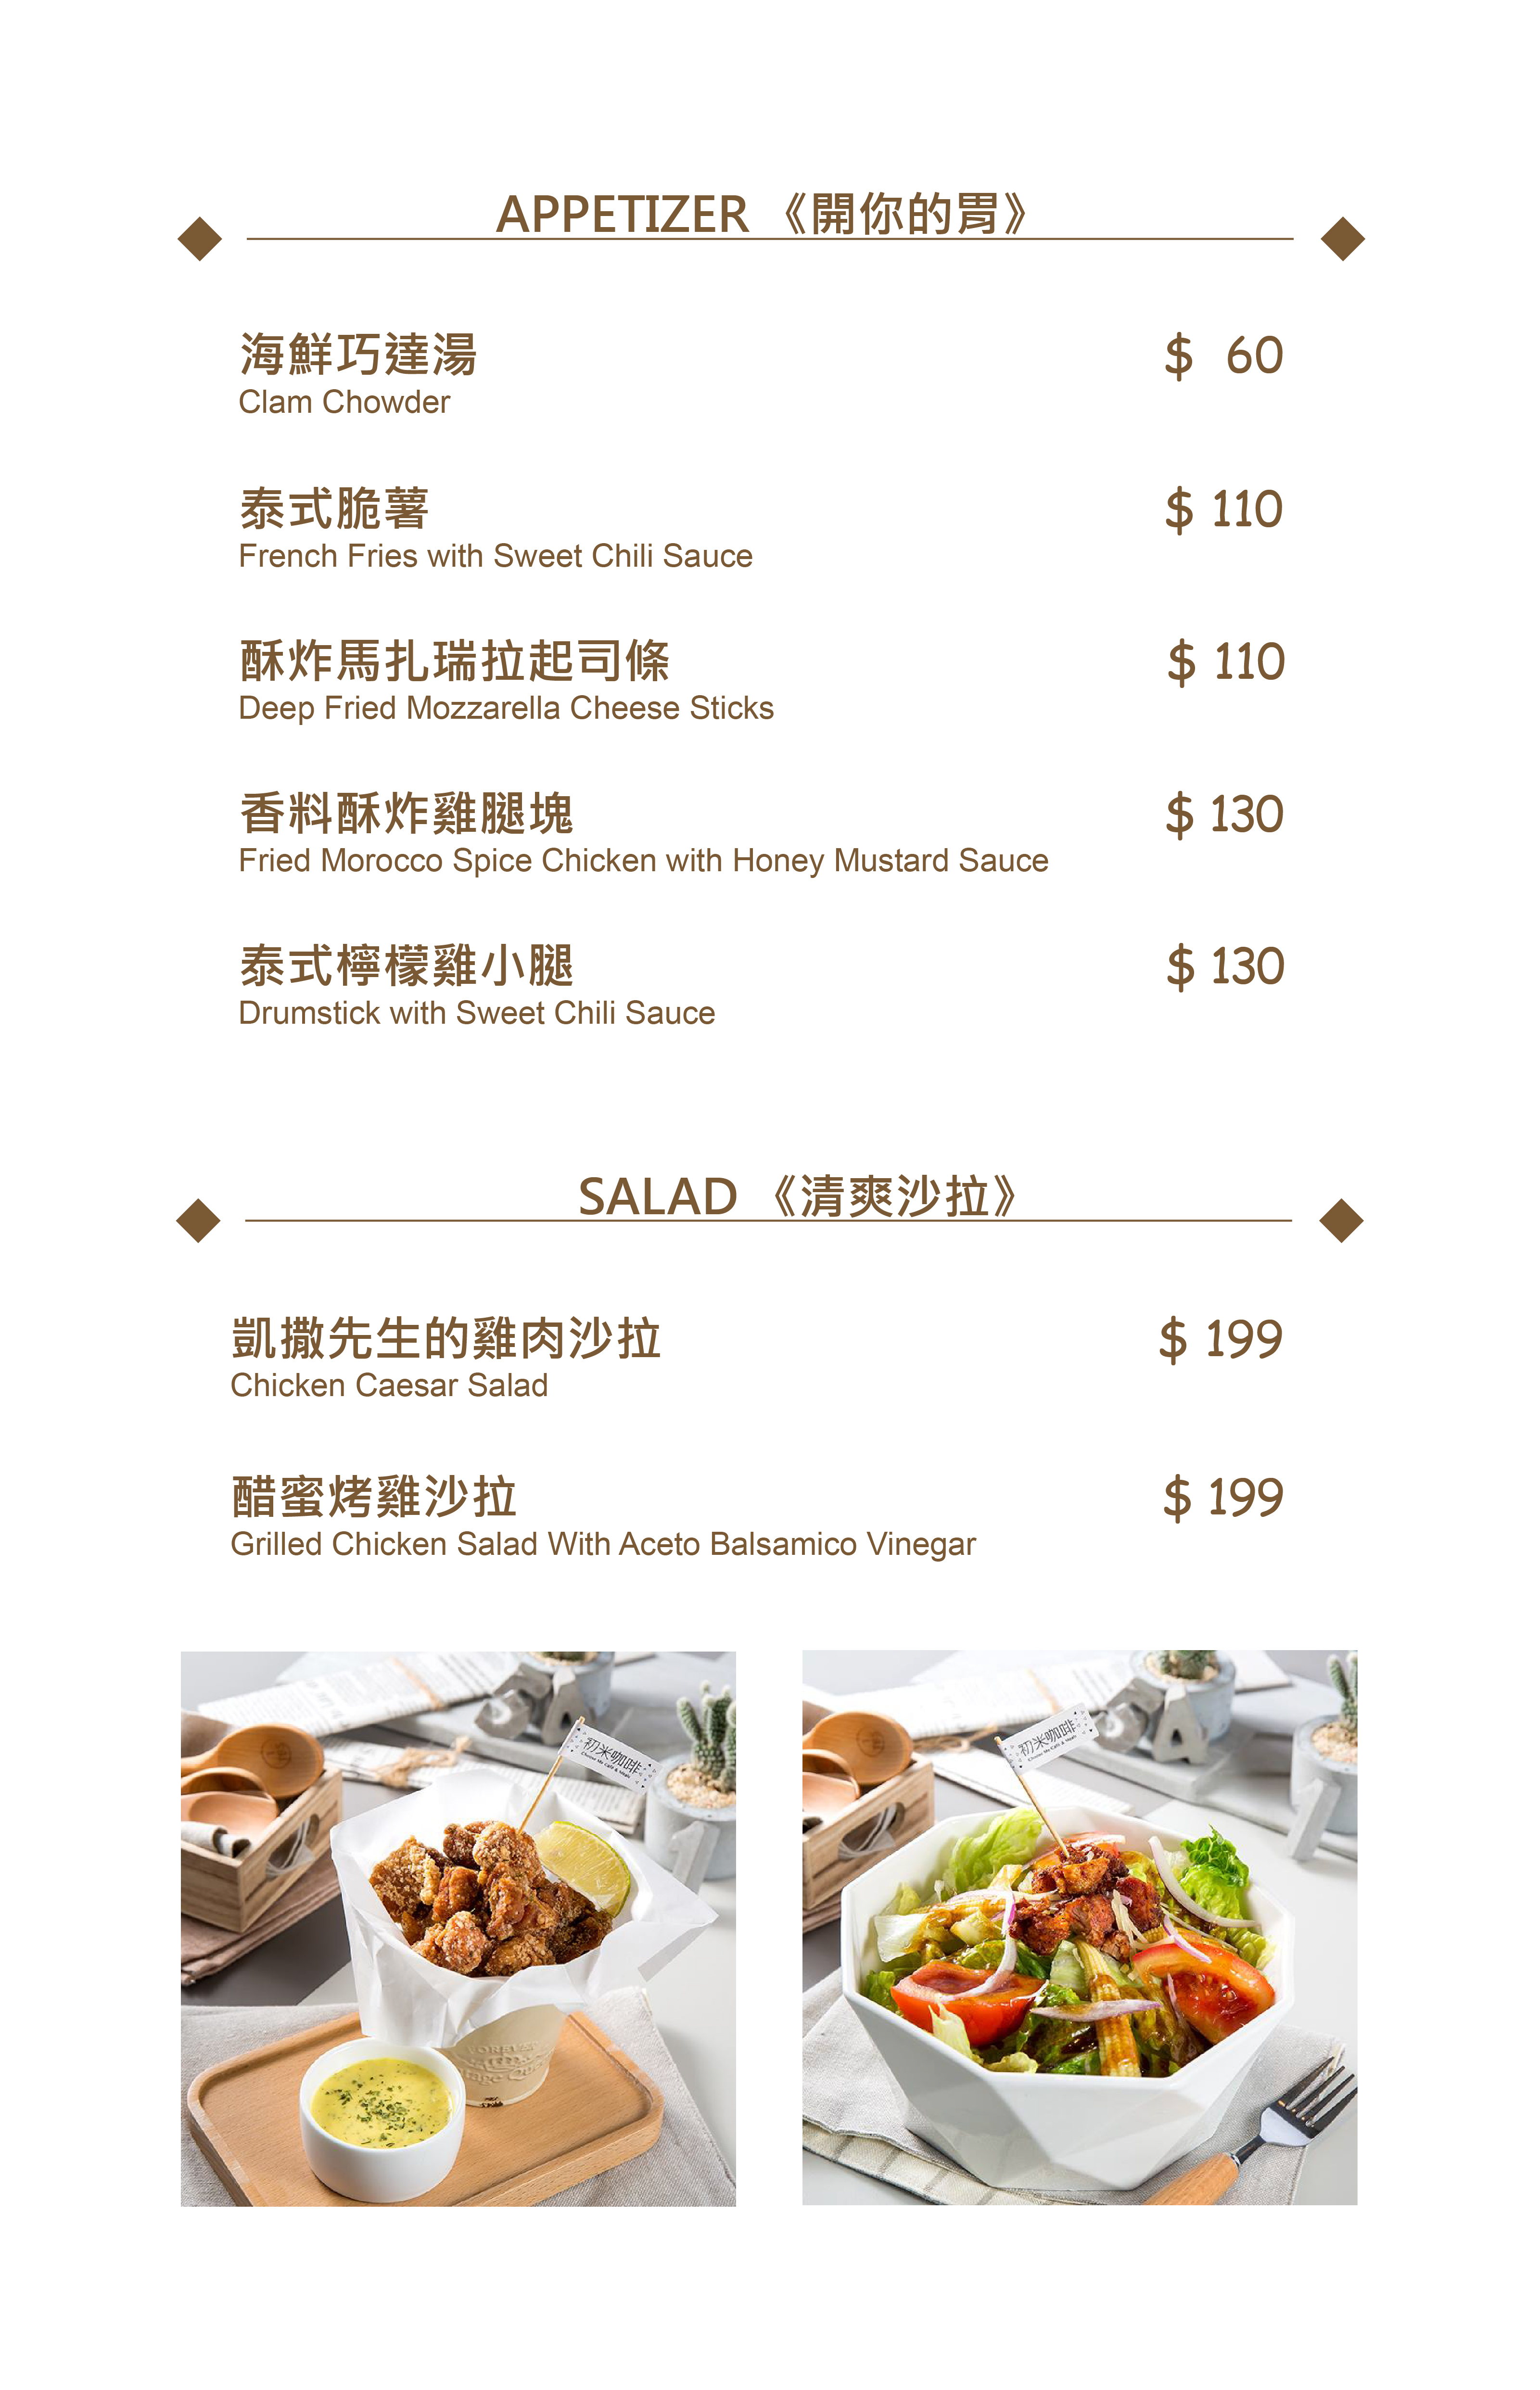 APPETIZER 《開你的胃》
海鮮巧達湯 $ 60
Clam Chowder
泰式脆薯 $ 110
French Fries with Sweet Chili Sauce
酥炸馬扎瑞拉起司條 $ 110
Deep Fried Mozzarella Cheese Sticks
香料酥炸雞腿塊 $ 130
Fried Morocco Spice Chicken with Honey Mustard Sauce
泰式檸檬雞小腿 $ 130
Drumstick with Sweet Chili Sauce
SALAD 《清爽沙拉》
凱撒先生的雞肉沙拉 $ 199
Chicken Caesar Salad
醋蜜烤雞沙拉 $ 199
Grilled Chicken Salad With Aceto Balsamico Vinegar
初米咖啡
初米咖啡